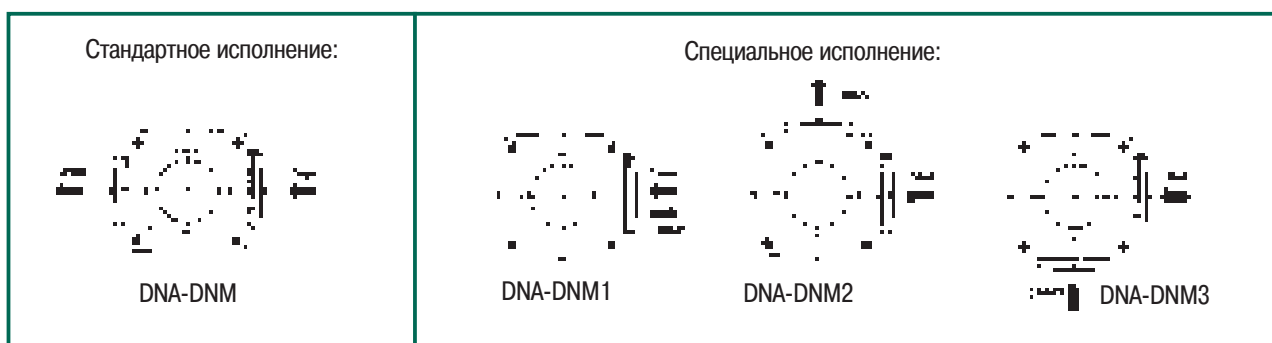 Стандартное исполнение:
Специальное исполнение:
DNA-DNM
DNA-DNM1
DNA-DNM2
DNA-DNM3